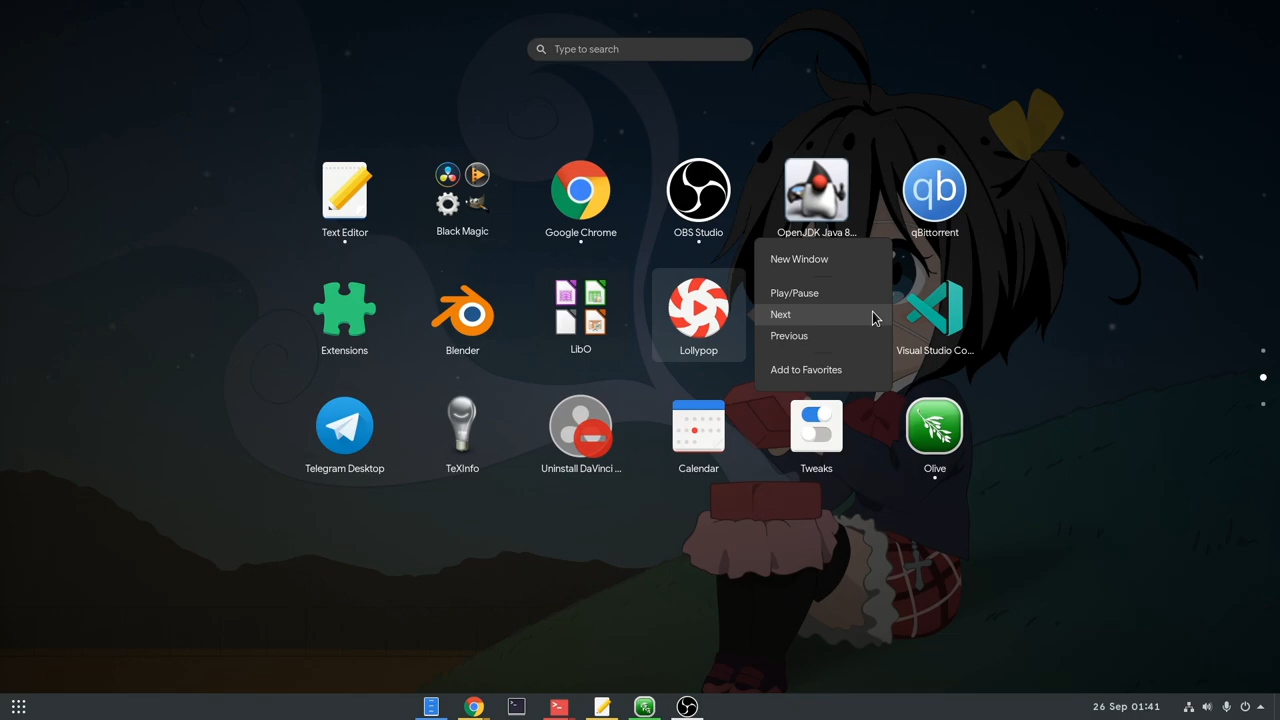 Type to search
Text Editor
Black Magic
Google Chrome
OBS Studio
OpenJDK Java 8...
qb
qBittorrent
New Window
Play/Pause
Next
Previous
Add to Favorites
Extensions
Blender
LibO
Lollypop
Visual Studio Co...
Telegram Desktop
TeXInfo
Uninstall DaVinci ...
Calendar
Tweaks
Olive
26 Sep 01:41